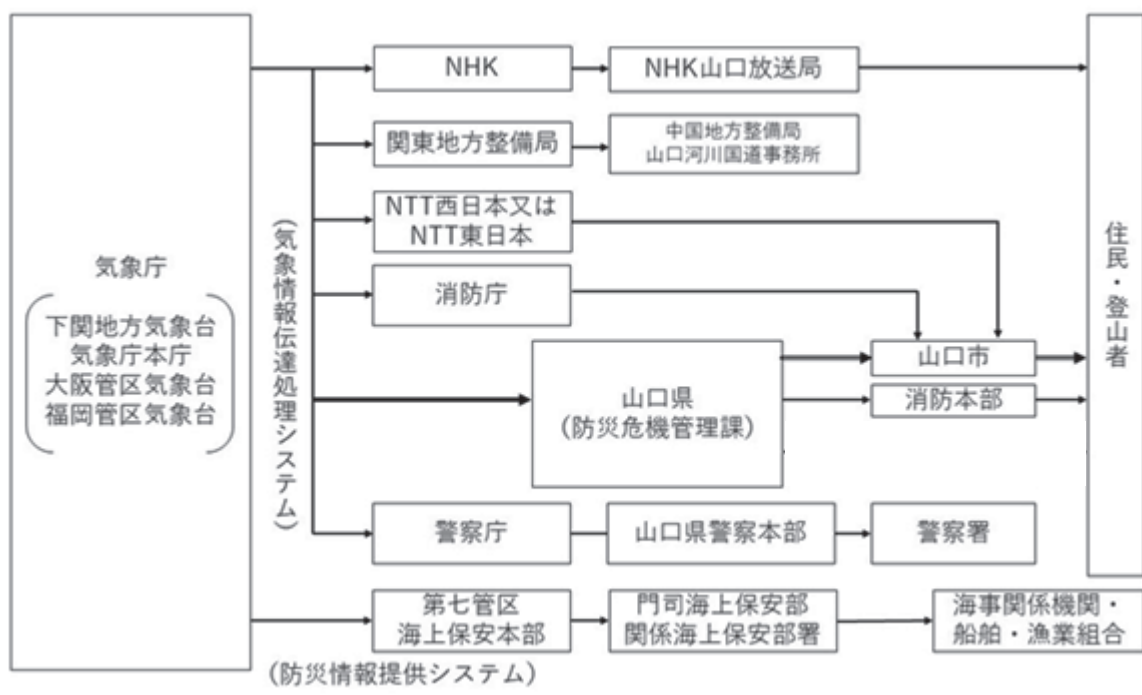 気象庁
下関地方気象台
気象庁本庁
大阪管区気象台
福岡管区気象台
(気象情報伝達処理システム)
NHK
NHK山口放送局
関東地方整備局
中国地方整備局
山口河川国道事務所
NTT西日本又は
NTT東日本
消防庁
山口県
(防災危機管理課)
山口市
消防本部
警察庁
山口県警察本部
警察署
住民・登山者
第七管区
海上保安本部
門司海上保安部
関係海上保安部署
海事関係機関・
船舶・漁業組合
(防災情報提供システム)